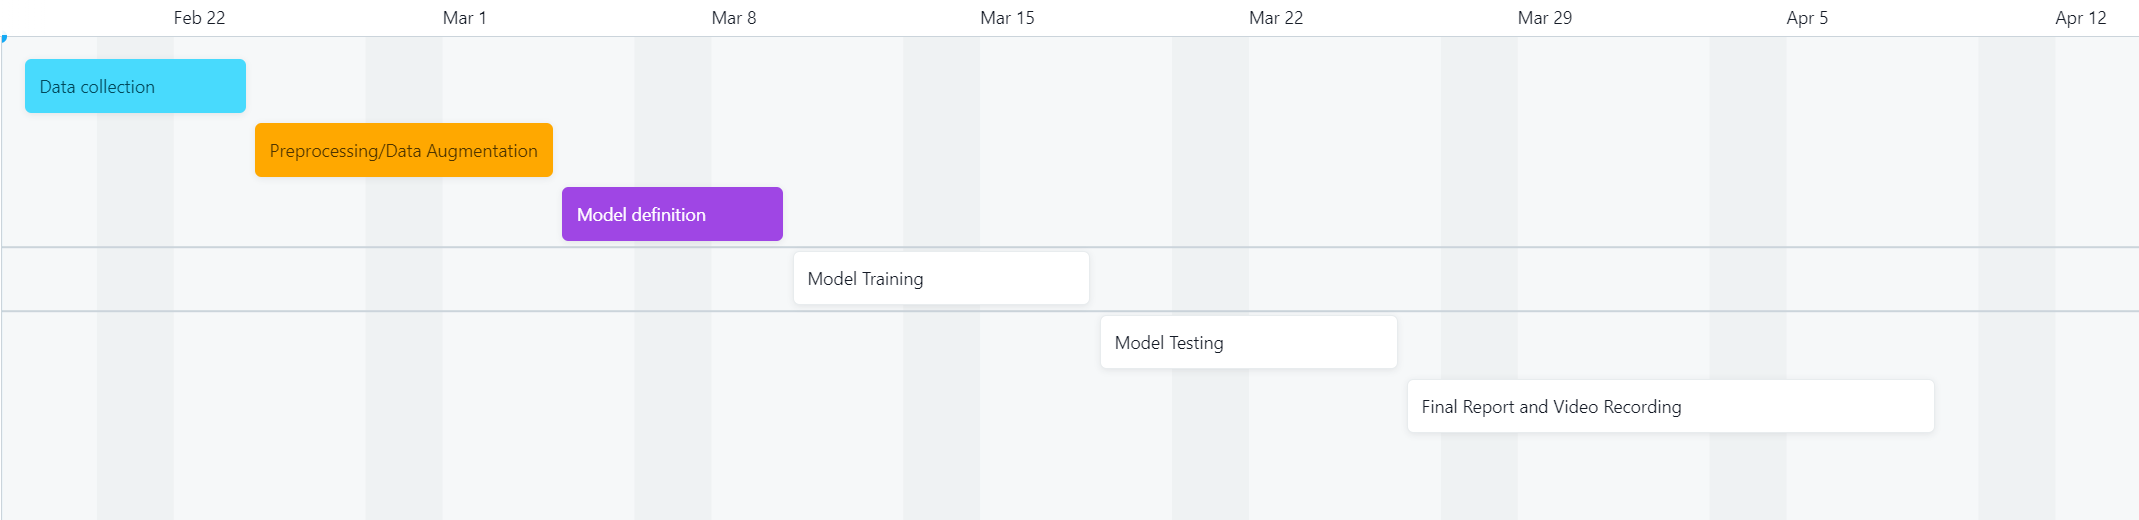 Feb 22 Mar 1 Mar 8 Mar 15 Mar 22 Mar 29 Apr 5 Apr 12
Data collection
Preprocessing/Data Augmentation
Model definition
Model Training
Model Testing
Final Report and Video Recording